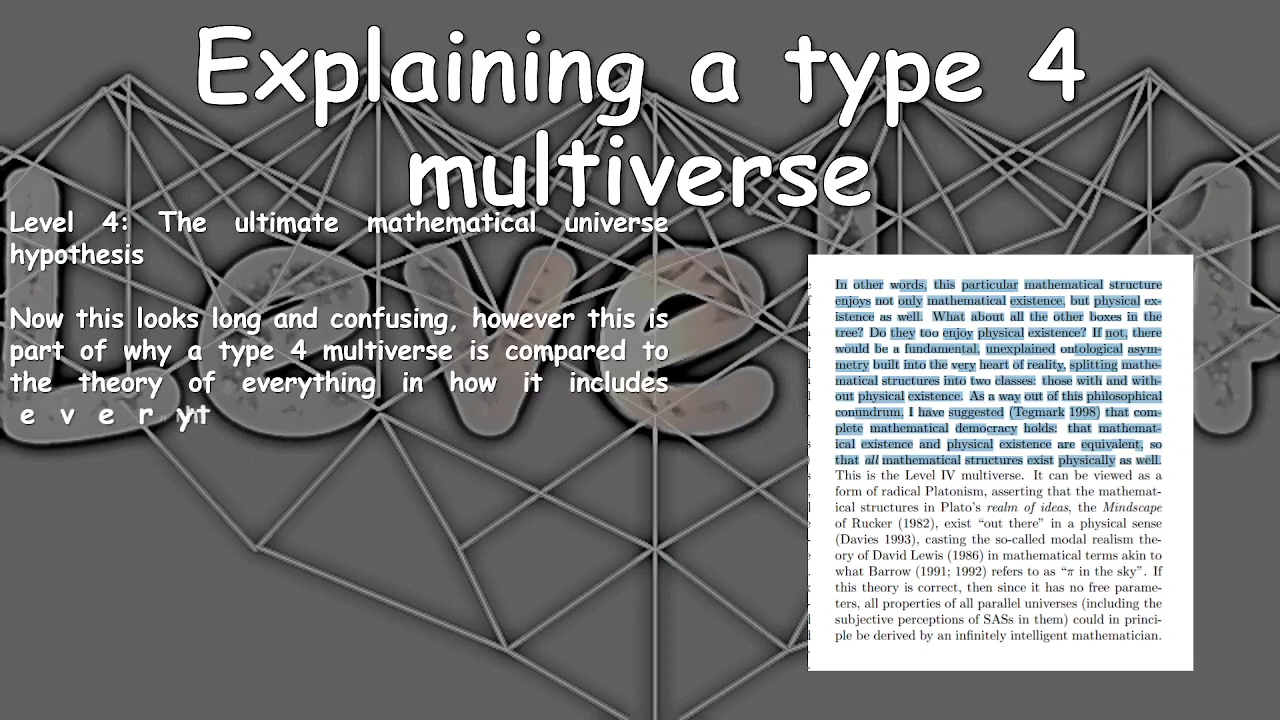 Explaining a type 4
multiverse
Level 4: The ultimate mathematical universe
hypothesis
Now this looks long and confusing, however this is
part of why a type 4 multiverse is compared to
the theory of everything in how it includes
Level 4
In other words, this particular mathematical structure
enjoys not only mathematical existence, but physical ex-
istence as well. What about all the other boxes in the
tree? Do they too enjoy physical existence? If not, there
would be a fundamental, unexplained ontological asym-
metry built into the very heart of reality, splitting mathe-
matical structures into two classes: those with and with-
out physical existence. As a way out of this philosophical
conundrum, I have suggested (Tegmark 1998) that com-
plete mathematical democracy holds: that mathemat-
ical existence and physical existence are equivalent, so
that all mathematical structures exist physically as well.
This is the Level IV multiverse. It can be viewed as a
form of radical Platonism, asserting that the mathemat-
ical structures in Plato's realm of ideas, the Mindscape
of Rucker (1982), exist “out there” in a physical sense
(Davies 1993), casting the so-called modal realism the-
ory of David Lewis (1986) in mathematical terms akin to
what Barrow (1991; 1992) refers to as “π in the sky”. If
this theory is correct, then since it has no free parame-
ters, all properties of all parallel universes (including the
subjective perceptions of SASs in them) could in princi-
ple be derived by an infinitely intelligent mathematician.